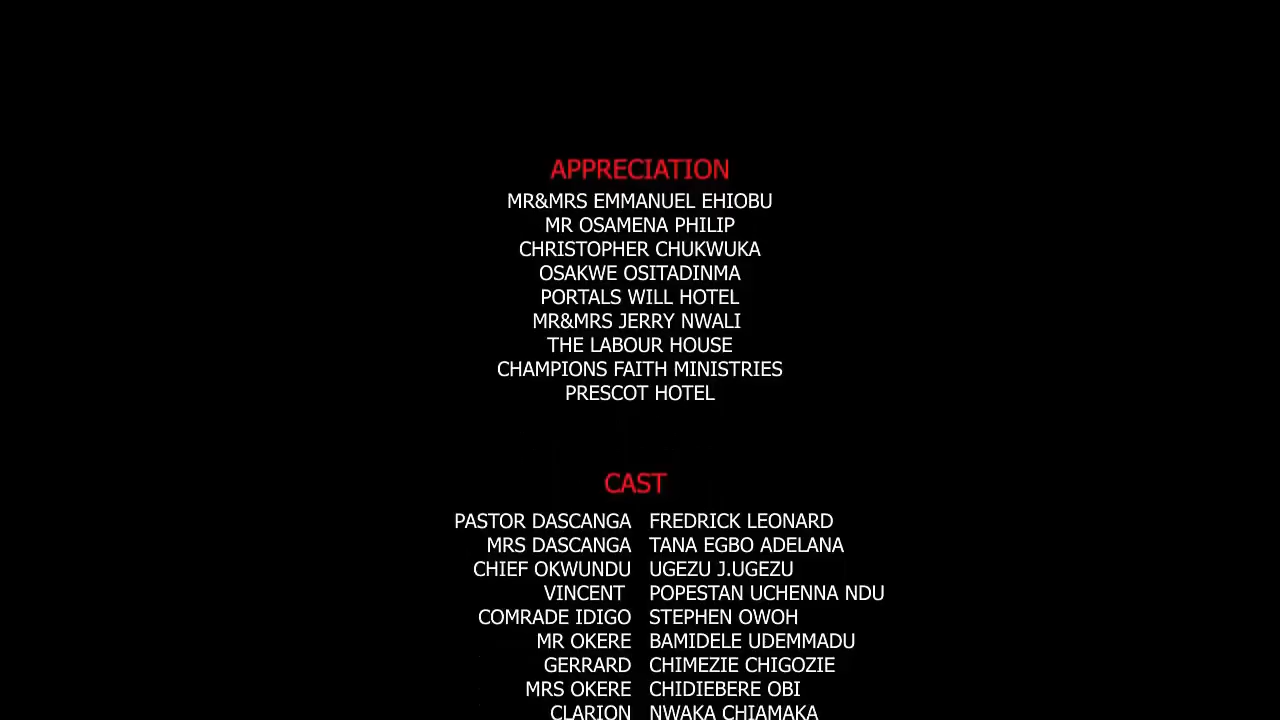 APPRECIATION
MR&MRS EMMANUEL EHIOBU
MR OSAMENA PHILIP
CHRISTOPHER CHUKWUKA
OSAKWE OSITADINMA
PORTALS WILL HOTEL
MR&MRS JERRY NWALI
THE LABOUR HOUSE
CHAMPIONS FAITH MINISTRIES
PRESCOT HOTEL
CAST
PASTOR DASCANGA FREDRICK LEONARD
MRS DASCANGA TANA EGBO ADELANA
CHIEF OKWUNDU UGEZU J.UGEZU
VINCENT POPESTAN UCHENNA NDU
COMRADE IDIGO STEPHEN OWOH
MR OKERE BAMIDELE UDEMMADU
GERRARD CHIMEZIE CHIGOZIE
MRS OKERE CHIDIEBERE OBI
CLARION NWAKA CHIAMAKA